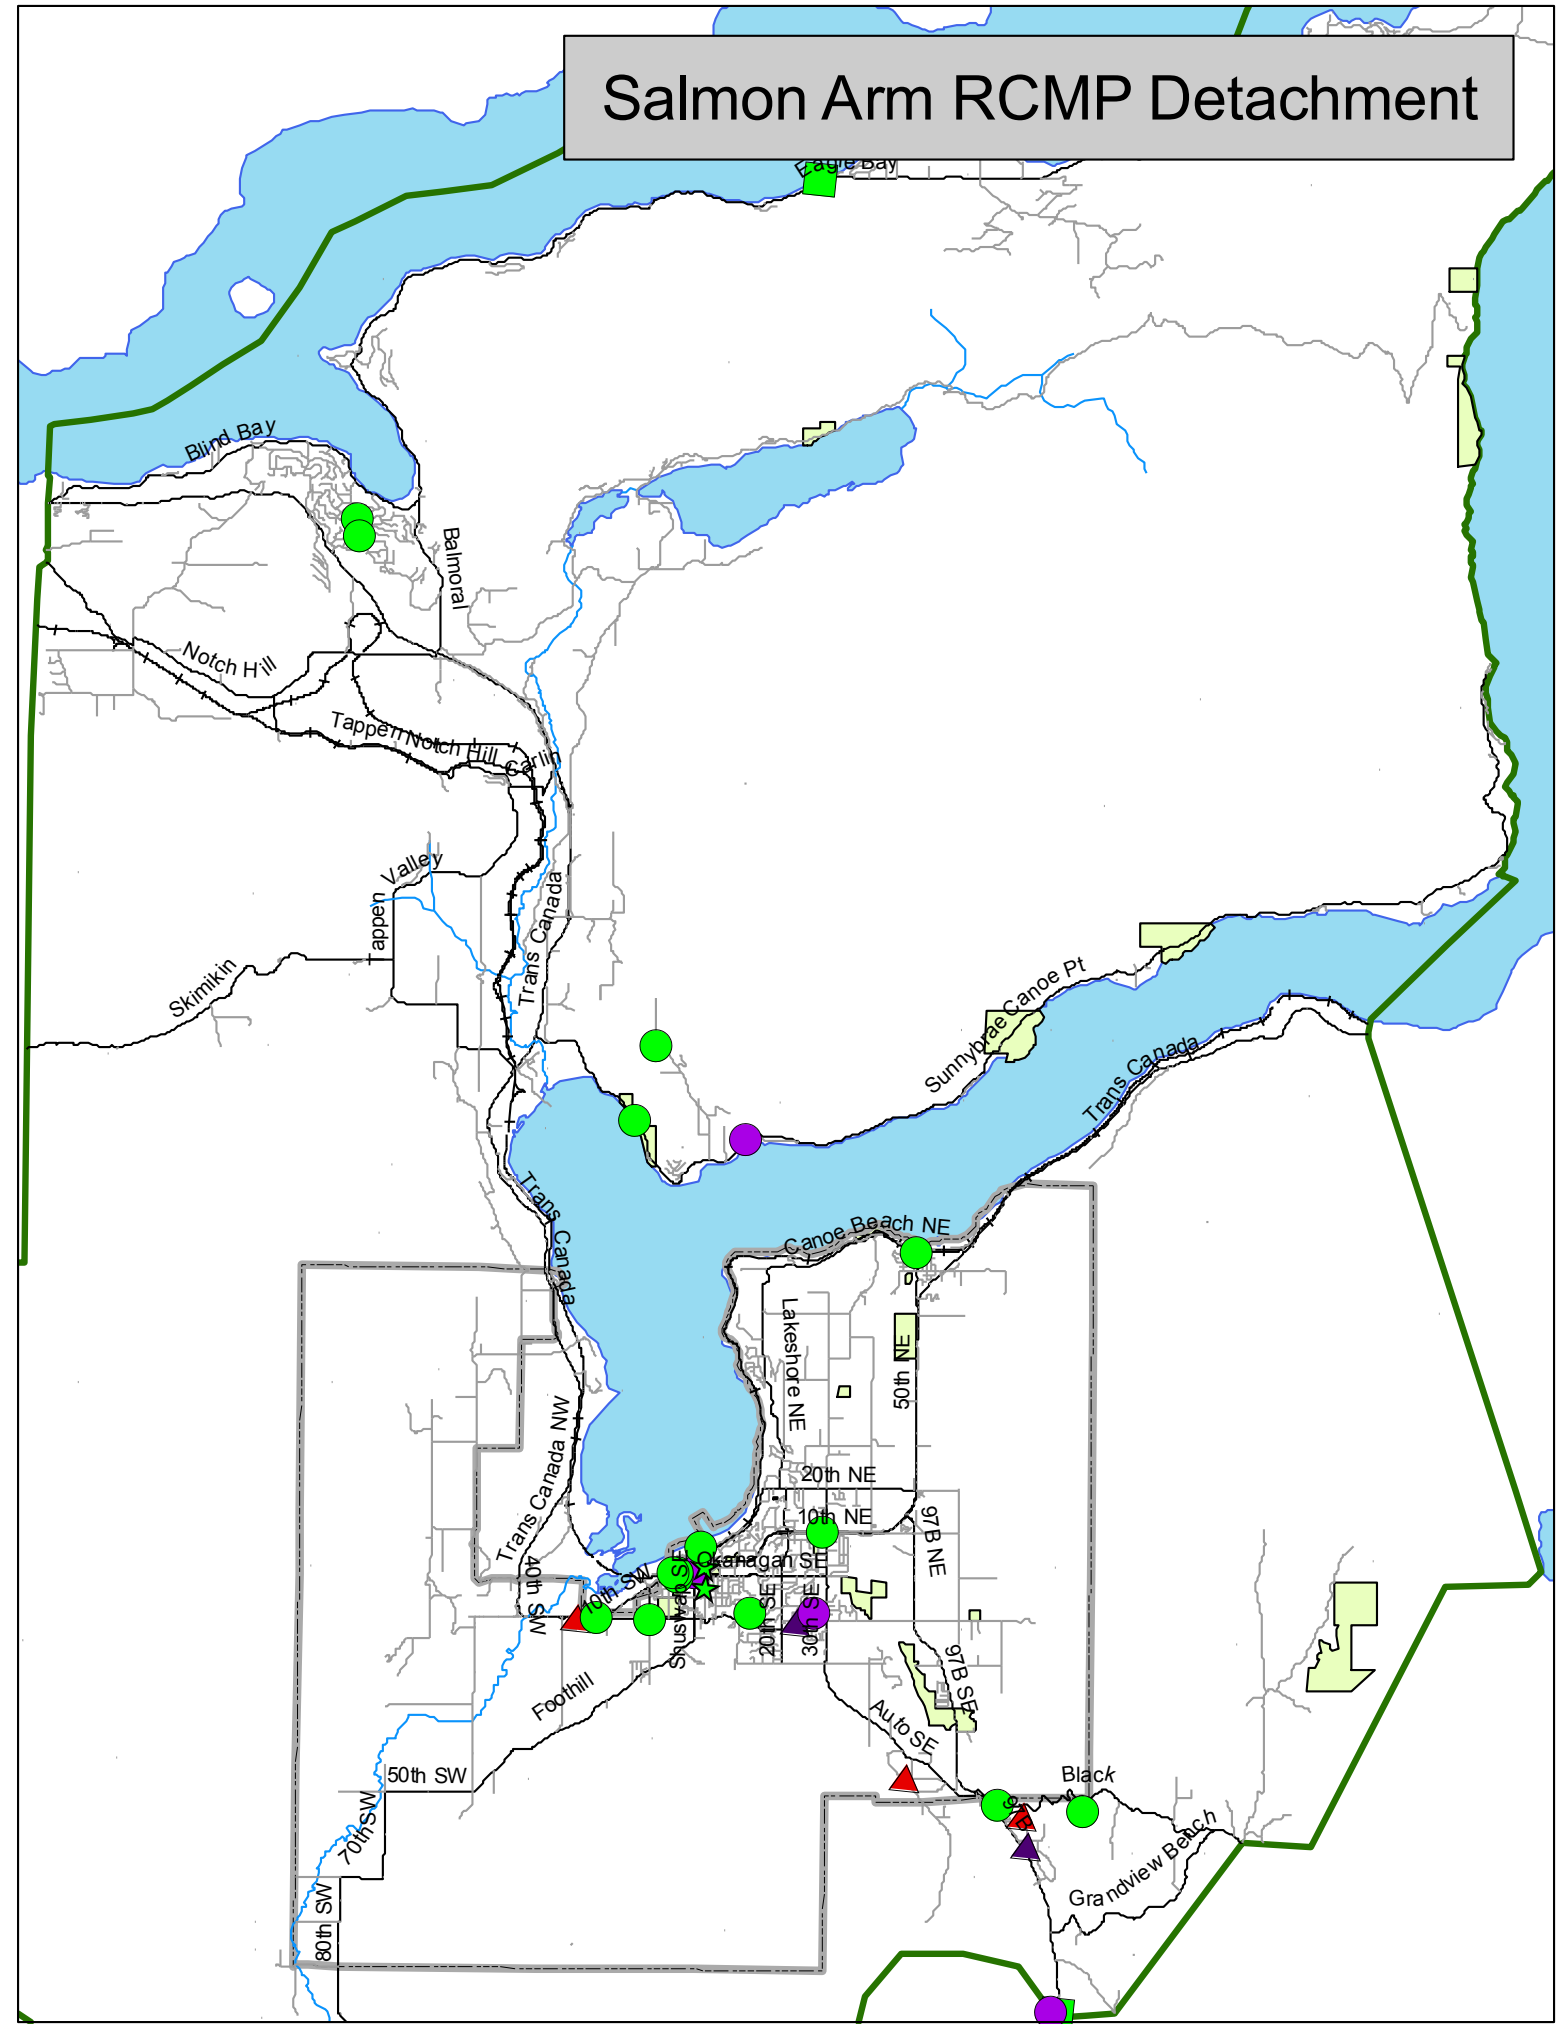 Salmon Arm RCMP Detachment
Eagle Bay
Blind Bay
Balmoral
Notch Hill
Tappen Notch Hill
Carlin
Tappen Valley
Trans Canada
Skimikin
Sunnybrae Canoe Pt
Trans Canada
Trans Canada
Canoe Beach NE
Lakeshore NE
50th NE
Trans Canada NW
20th NE
10th NE
97B NE
Okanagan SE
40th SW
10th SW
Shuswap SE
20th SE
30th SE
97B SE
Foothill
Auto SE
50th SW
Black
97B
70th SW
Grandview Bench
80th SW